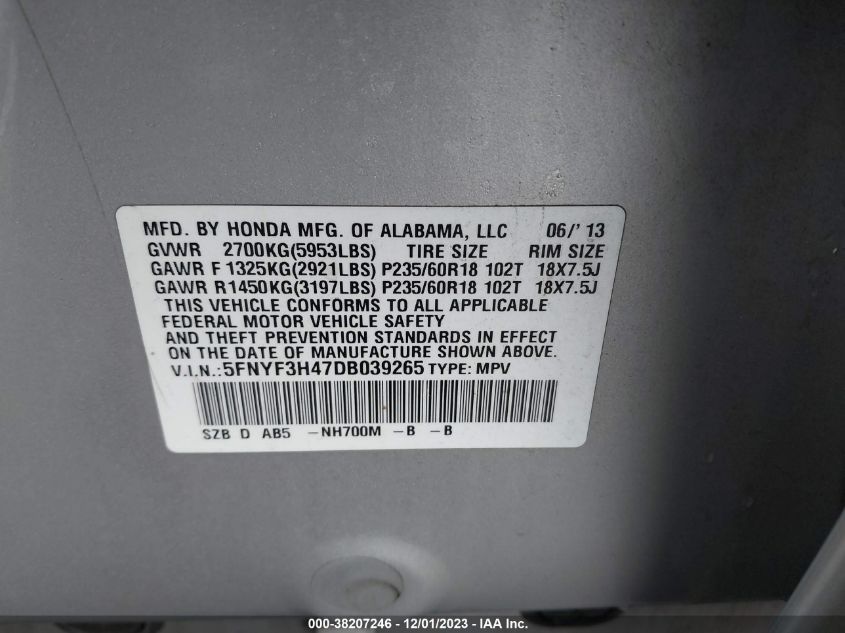 MFD. BY HONDA MFG. OF ALABAMA, LLC 06/'13
GVWR 2700KG(5953LBS) TIRE SIZE RIM SIZE
GAWR F 1325KG(2921LBS) P235/60R18 102T 18X7.5J
GAWR R1450KG(3197LBS) P235/60R18 102T 18X7.5J
THIS VEHICLE CONFORMS TO ALL APPLICABLE
FEDERAL MOTOR VEHICLE SAFETY
AND THEFT PREVENTION STANDARDS IN EFFECT
ON THE DATE OF MANUFACTURE SHOWN ABOVE.
V.I.N.:5FNYF3H47DB039265 TYPE: MPV
SZB D AB5 -NH700M -B -B
000-38207246 - 12/01/2023 - IAA Inc.